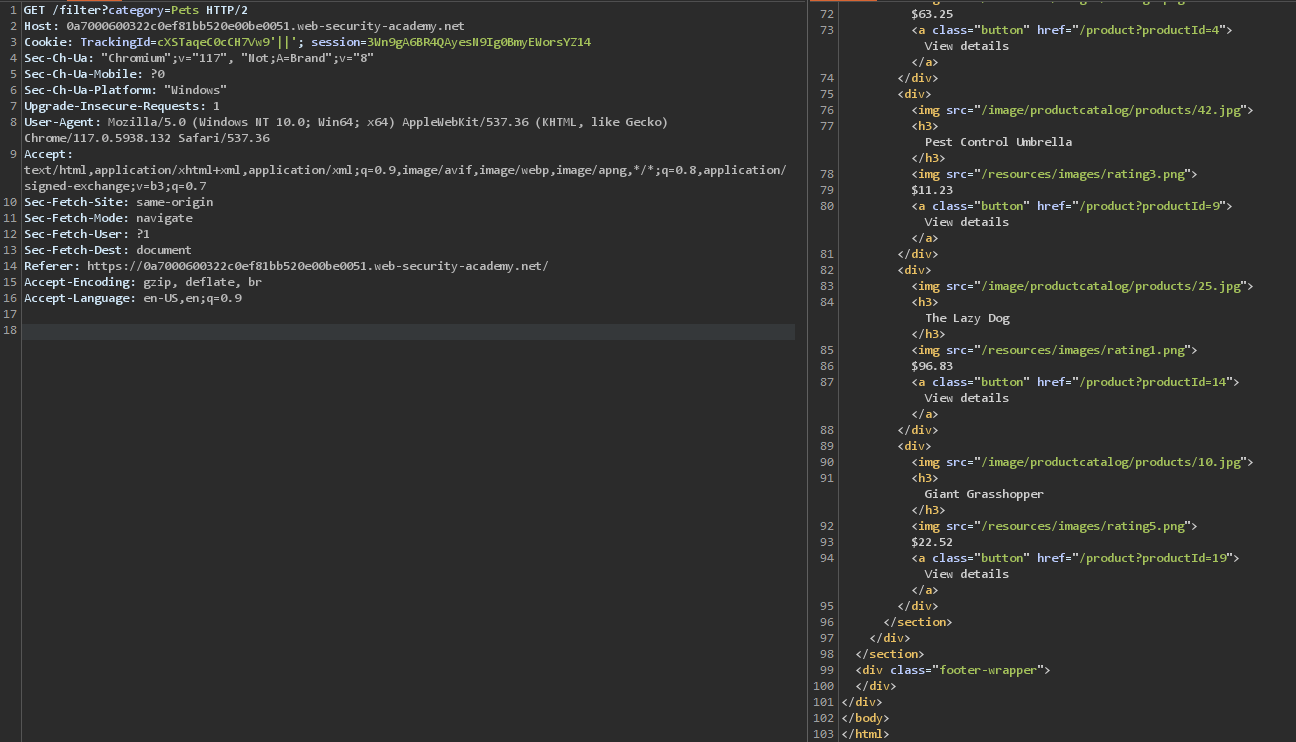 1 GET /filter?category=Pets HTTP/2
2 Host: 0a7000600322c0ef81bb520e00be0051.web-security-academy.net
3 Cookie: TrackingId=cXSTaqeC0cCH7Vw9'||'; session=3Wn9gA6BR4QAyesN9Ig0BmyEWorsYZ14
4 Sec-Ch-Ua: "Chromium";v="117", "Not;A=Brand";v="8"
5 Sec-Ch-Ua-Mobile: ?0
6 Sec-Ch-Ua-Platform: "Windows"
7 Upgrade-Insecure-Requests: 1
8 User-Agent: Mozilla/5.0 (Windows NT 10.0; Win64; x64) AppleWebKit/537.36 (KHTML, like Gecko)
Chrome/117.0.5938.132 Safari/537.36
9 Accept:
text/html,application/xhtml+xml,application/xml;q=0.9,image/avif,image/webp,image/apng,*/*;q=0.8,application/
signed-exchange;v=b3;q=0.7
10 Sec-Fetch-Site: same-origin
11 Sec-Fetch-Mode: navigate
12 Sec-Fetch-User: ?1
13 Sec-Fetch-Dest: document
14 Referer: https://0a7000600322c0ef81bb520e00be0051.web-security-academy.net/
15 Accept-Encoding: gzip, deflate, br
16 Accept-Language: en-US,en;q=0.9
17
18
72 $63.25
73 <a class="button" href="/product?productId=4">
View details
</a>
74 </div>
75 <div>
76 <img src="/image/productcatalog/products/42.jpg">
77 <h3>
Pest Control Umbrella
</h3>
78 <img src="/resources/images/rating3.png">
79 $11.23
80 <a class="button" href="/product?productId=9">
View details
</a>
81 </div>
82 <div>
83 <img src="/image/productcatalog/products/25.jpg">
84 <h3>
The Lazy Dog
</h3>
85 <img src="/resources/images/rating1.png">
86 $96.83
87 <a class="button" href="/product?productId=14">
View details
</a>
88 </div>
89 <div>
90 <img src="/image/productcatalog/products/10.jpg">
91 <h3>
Giant Grasshopper
</h3>
92 <img src="/resources/images/rating5.png">
93 $22.52
94 <a class="button" href="/product?productId=19">
View details
</a>
95 </div>
96 </section>
97 </div>
98 </section>
99 <div class="footer-wrapper">
100 </div>
101 </div>
102 </body>
103 </html>